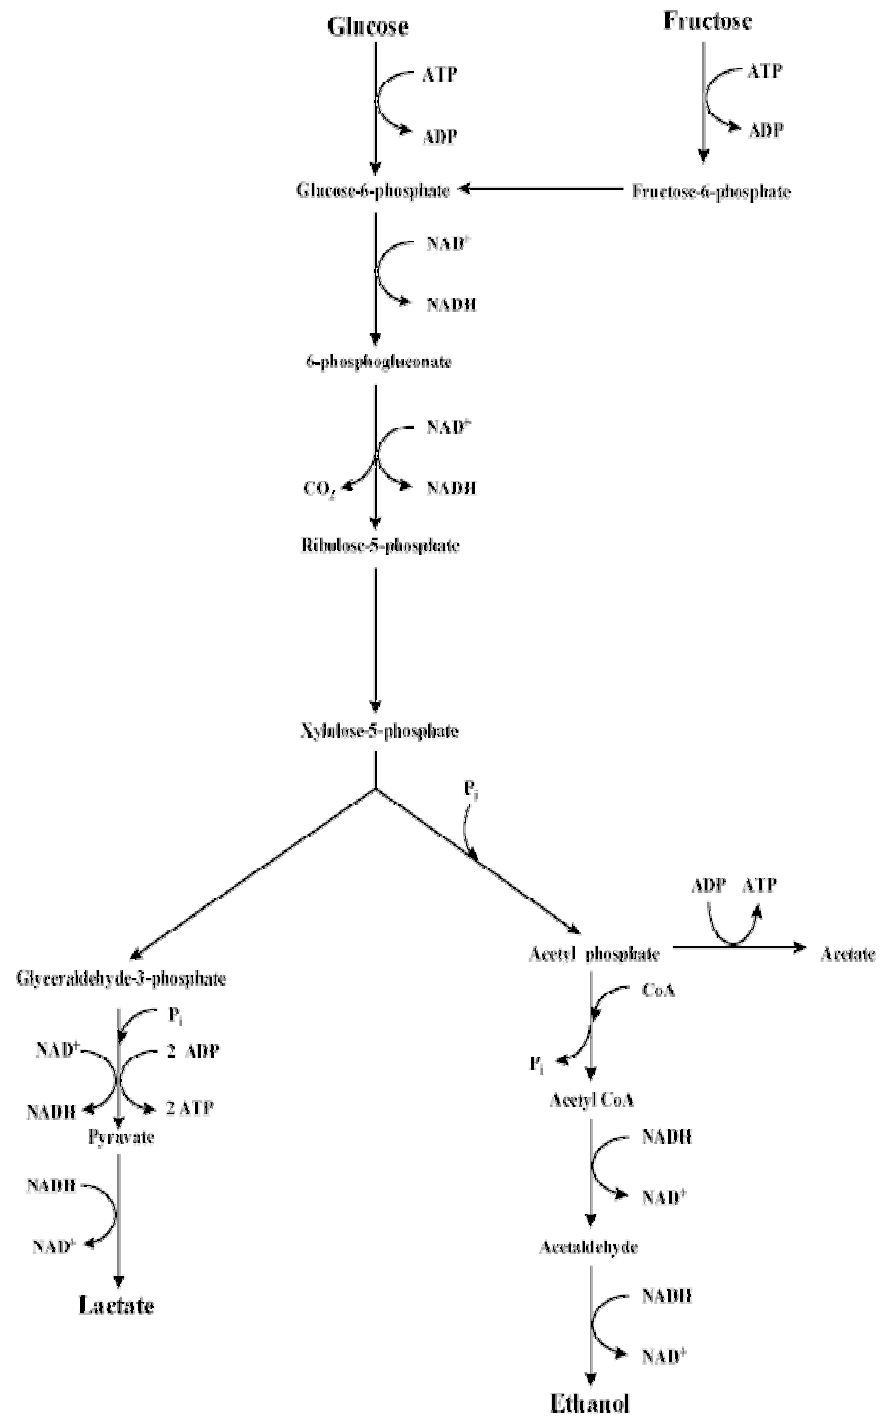 Glucose
Fructose
ATP
ADP
ATP
ADP
Glucose-6-phosphate
Fructose-6-phosphate
NAD+
NADH
6-phosphogluconate
NAD+
CO2
NADH
Ribulose-5-phosphate
Xylulose-5-phosphate
Pi
ADP ATP
Acetyl phosphate
Acetate
Glyceraldehyde-3-phosphate
CoA
Pi
NAD+
2 ADP
Pi
NADH
2 ATP
Acetyl CoA
Pyruvate
NADH
NADH
NAD+
NAD+
Acetaldehyde
Lactate
NADH
NAD+
Ethanol